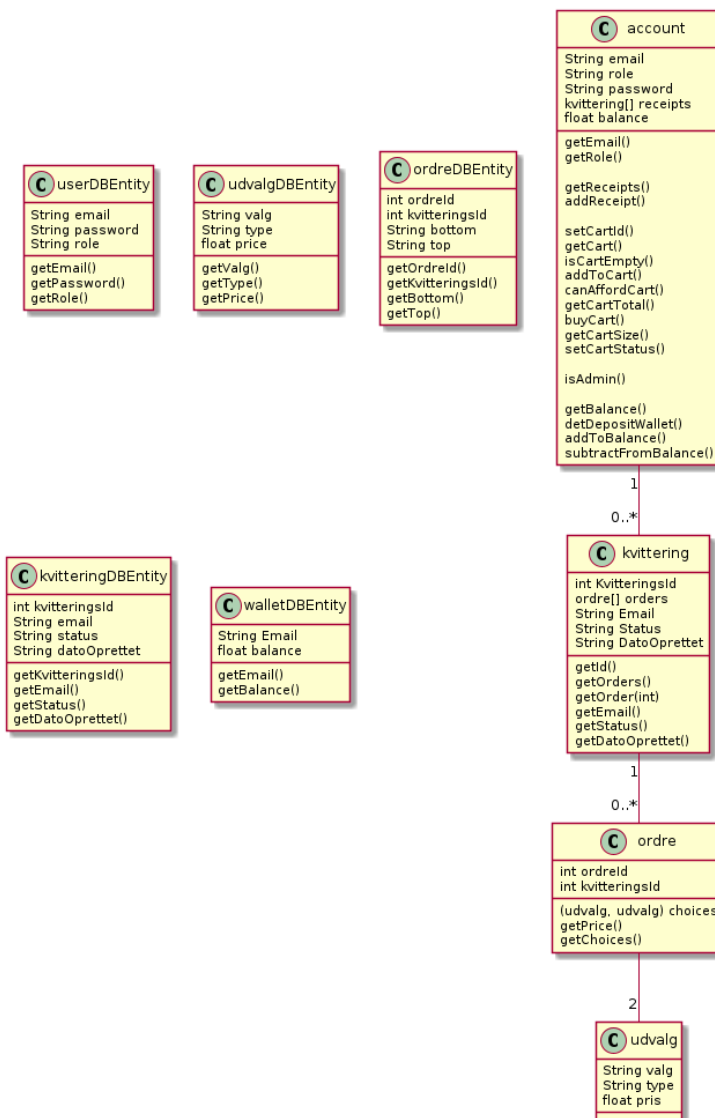 C account
String email
String role
String password
kvittering[] receipts
float balance
getEmail()
getRole()
getReceipts()
addReceipt()
setCartId()
getCart()
isCartEmpty()
addToCart()
canAffordCart()
getCartTotal()
buyCart()
getCartSize()
setCartStatus()
isAdmin()
getBalance()
detDepositWallet()
addToBalance()
subtractFromBalance()
C userDBEntity
String email
String password
String role
getEmail()
getPassword()
getRole()
C udvalgDBEntity
String valg
String type
float price
getValg()
getType()
getPrice()
C ordreDBEntity
int ordreId
int kvitteringsId
String bottom
String top
getOrdreId()
getKvitteringsId()
getBottom()
getTop()
1
0..*
C kvitteringDBEntity
int kvitteringsId
String email
String status
String datoOprettet
getKvitteringsId()
getEmail()
getStatus()
getDatoOprettet()
C walletDBEntity
String Email
float balance
getEmail()
getBalance()
C kvittering
int KvitteringsId
ordre[] orders
String Email
String Status
String DatoOprettet
getId()
getOrders()
getOrder(int)
getEmail()
getStatus()
getDatoOprettet()
1
0..*
C ordre
int ordreId
int kvitteringsId
(udvalg, udvalg) choices
getPrice()
getChoices()
2
C udvalg
String valg
String type
float pris